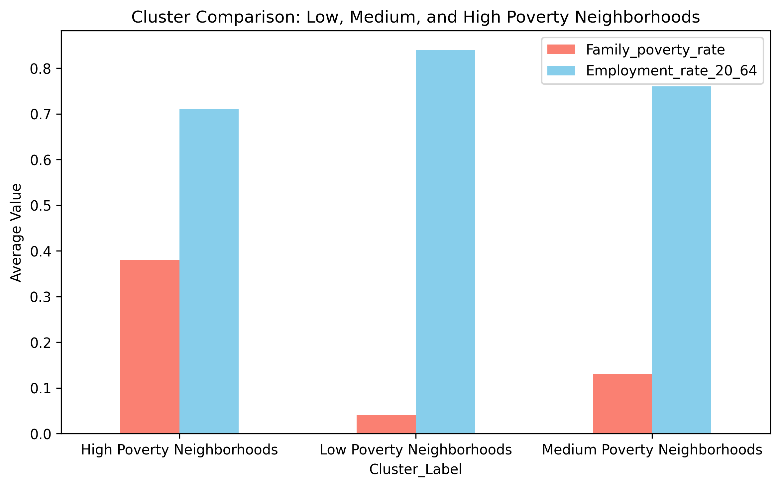 Cluster Comparison: Low, Medium, and High Poverty Neighborhoods
Family_poverty_rate
Employment_rate_20_64
Average Value
0.8
0.7
0.6
0.5
0.4
0.3
0.2
0.1
0.0
High Poverty Neighborhoods
Low Poverty Neighborhoods
Medium Poverty Neighborhoods
Cluster_Label